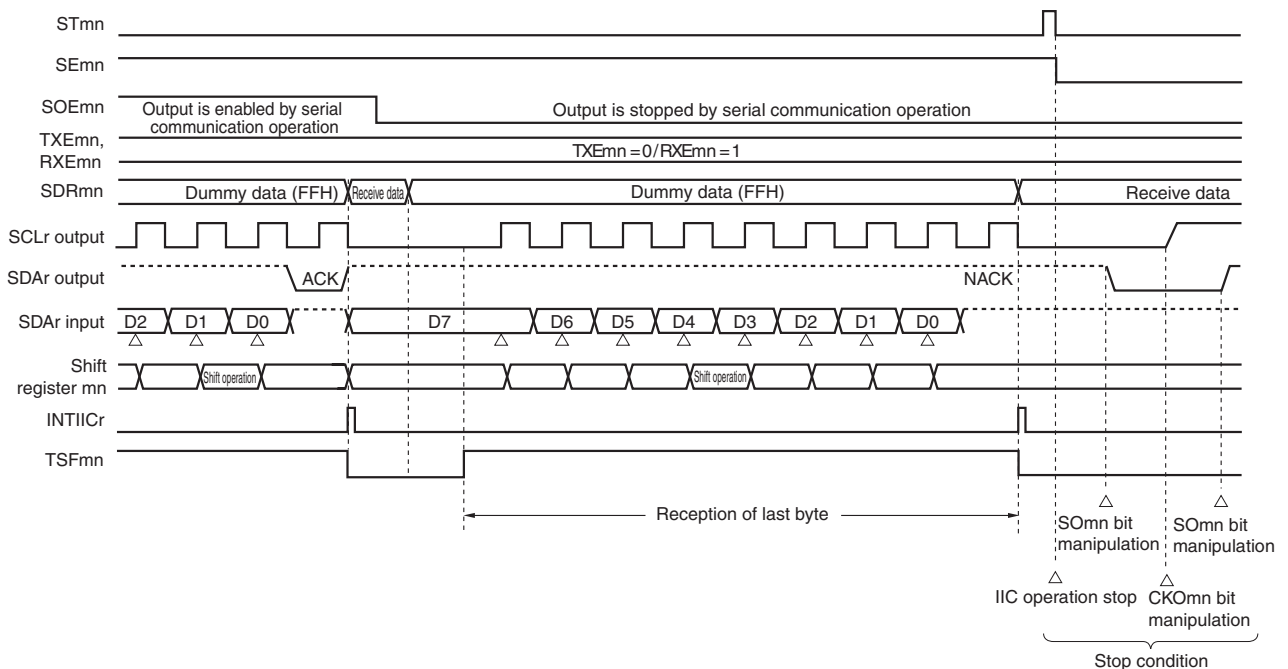 STmn
SEmn
SOEmn
Output is enabled by serial
communication operation
Output is stopped by serial communication operation
TXEmn,
RXEmn
TXEmn=0/RXEmn=1
SDRmn
Dummy data (FFH)
Receive data
Dummy data (FFH)
Receive data
SCLr output
SDAr output
ACK
NACK
SDAr input
D2
D1
D0
D7
D6
D5
D4
D3
D2
D1
D0
Shift
register mn
Shift operation
Shift operation
INTIICr
TSFmn
Reception of last byte
SOmn bit
manipulation
SOmn bit
manipulation
IIC operation stop
CKOmn bit
manipulation
Stop condition